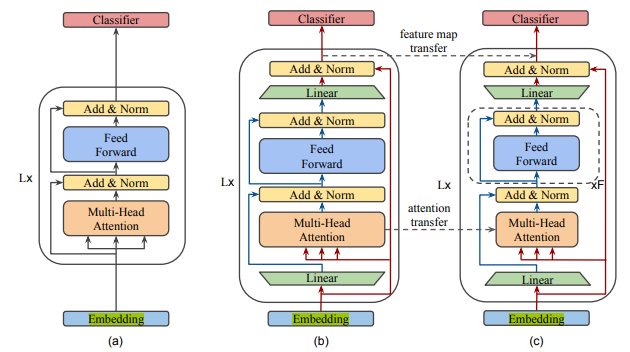 Classifier
Add & Norm
Feed
Forward
Add & Norm
Multi-Head
Attention
Lx
Embedding
(a)
Classifier
Add & Norm
Linear
Add & Norm
Feed
Forward
Add & Norm
Multi-Head
Attention
Linear
Lx
Embedding
(b)
feature map
transfer
attention
transfer
Classifier
Add & Norm
Linear
Add & Norm
Feed
Forward
xF
Add & Norm
Multi-Head
Attention
Linear
Lx
Embedding
(c)